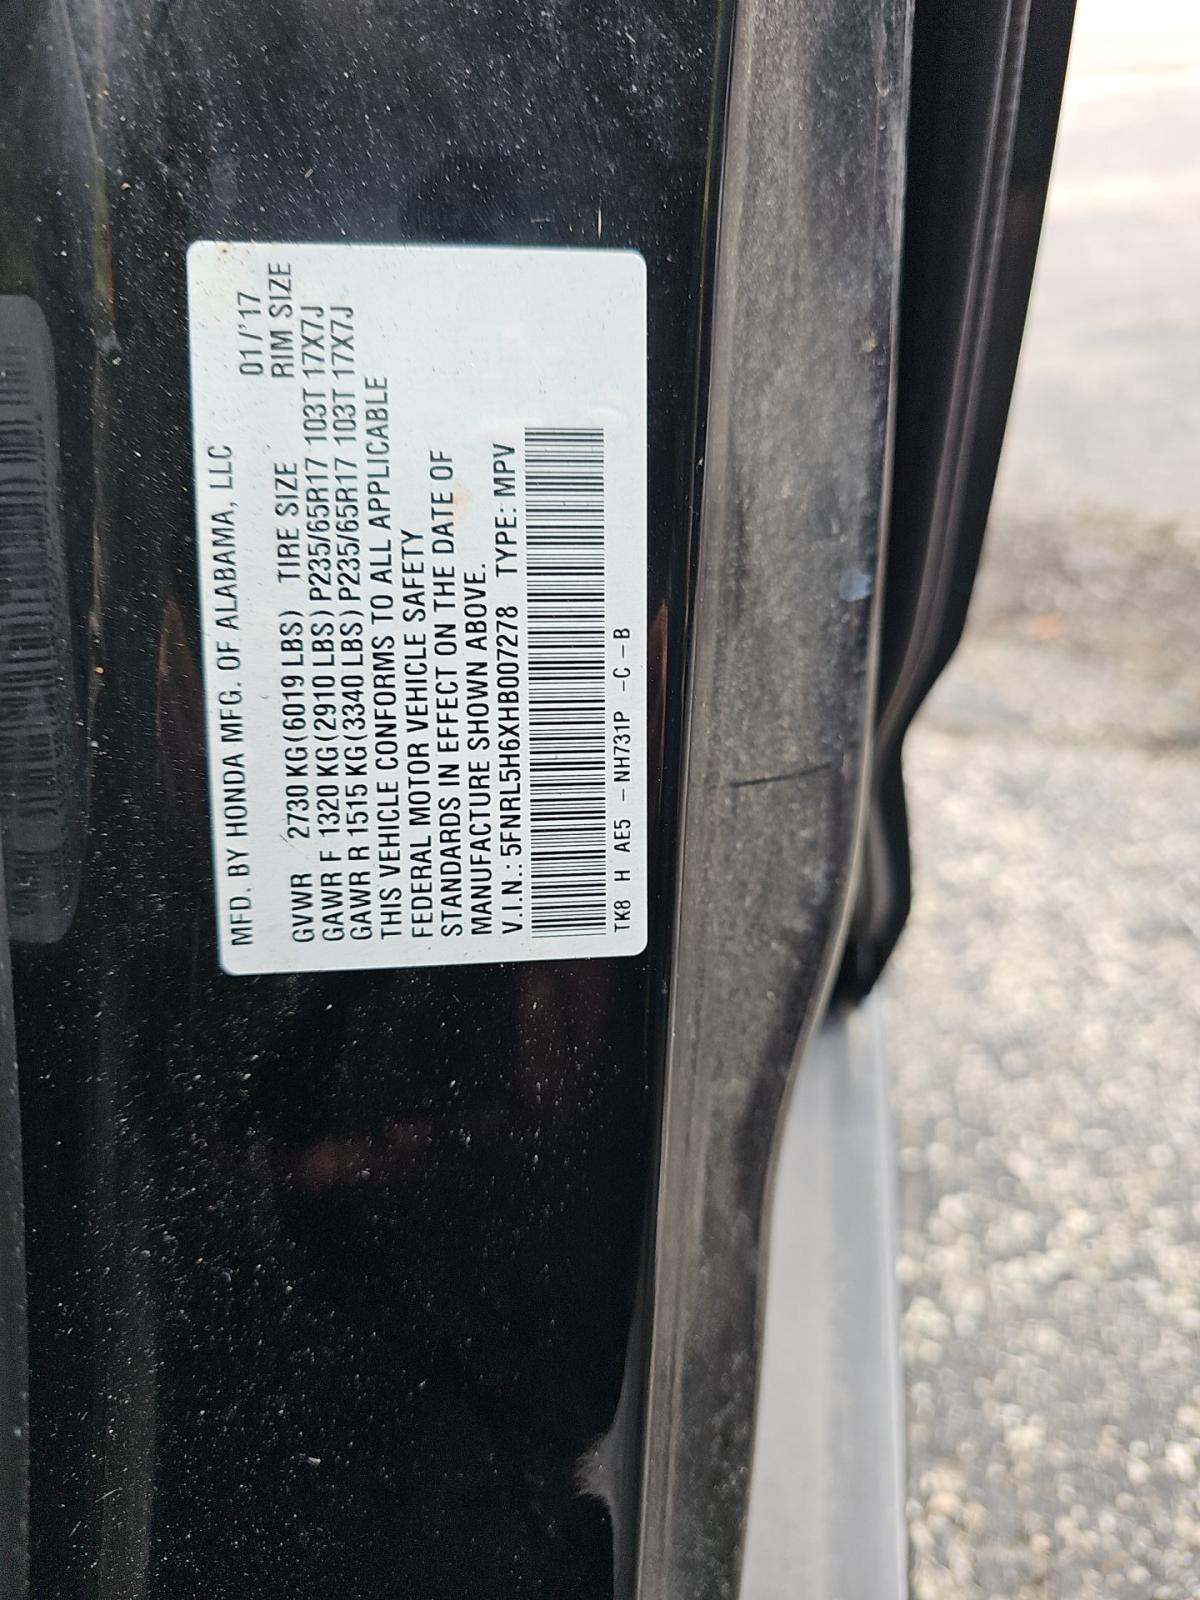 MFD. BY HONDA MFG. OF ALABAMA, LLC 01/'17
RIM SIZE
GVWR 2730 KG (6019 LBS) TIRE SIZE
GAWR F 1320 KG (2910 LBS) P235/65R17 103T 17X7J
GAWR R 1515 KG (3340 LBS) P235/65R17 103T 17X7J
THIS VEHICLE CONFORMS TO ALL APPLICABLE
FEDERAL MOTOR VEHICLE SAFETY
STANDARDS IN EFFECT ON THE DATE OF
MANUFACTURE SHOWN ABOVE.
V.I.N.: 5FNRL5H6XHB007278 TYPE: MPV
TK8 H AE5 -NH731P -C -B